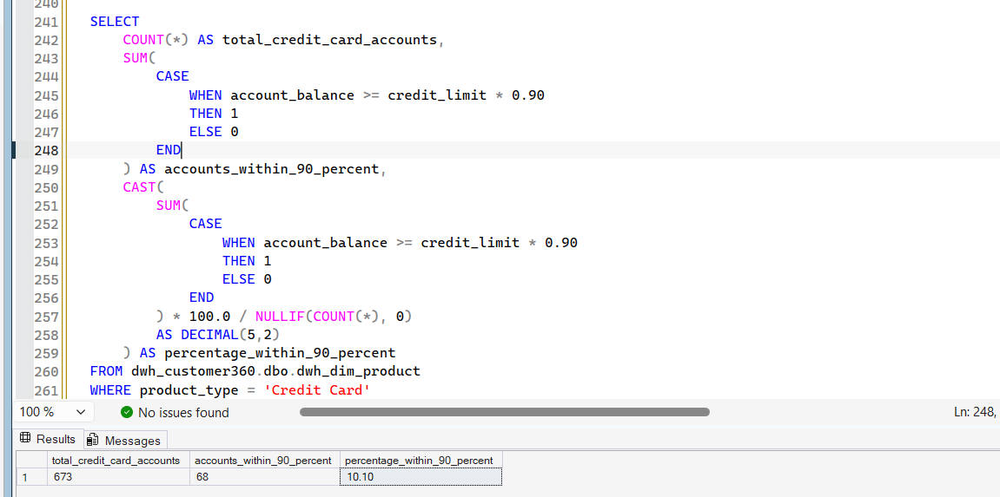 240
241 SELECT
242 COUNT(*) AS total_credit_card_accounts,
243 SUM(
244 CASE
245 WHEN account_balance >= credit_limit * 0.90
246 THEN 1
247 ELSE 0
248 END
249 ) AS accounts_within_90_percent,
250 CAST(
251 SUM(
252 CASE
253 WHEN account_balance >= credit_limit * 0.90
254 THEN 1
255 ELSE 0
256 END
257 ) * 100.0 / NULLIF(COUNT(*), 0)
258 AS DECIMAL(5,2)
259 ) AS percentage_within_90_percent
260 FROM dwh_customer360.dbo.dwh_dim_product
261 WHERE product_type = 'Credit Card'
100 % No issues found Ln: 248,
Results Messages
total_credit_card_accounts accounts_within_90_percent percentage_within_90_percent
1 673 68 10.10